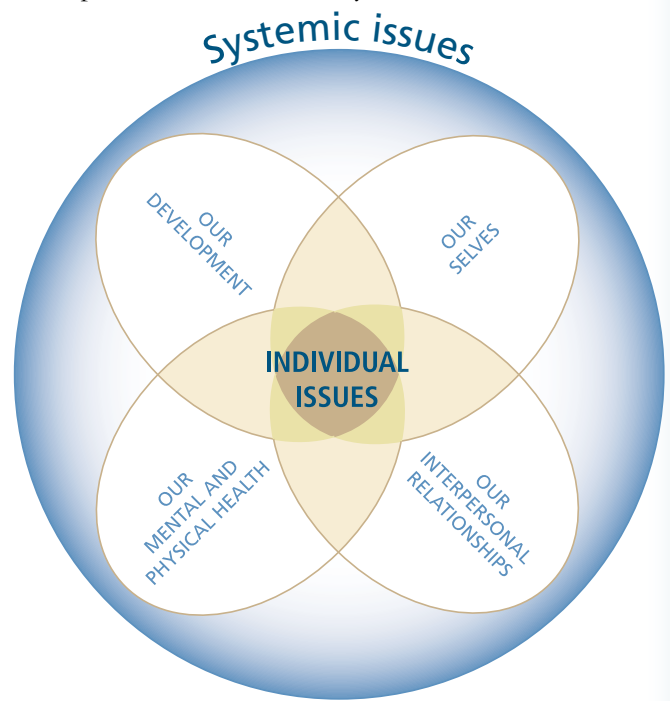 Systemic issues
OUR
DEVELOPMENT
OUR
SELVES
INDIVIDUAL
ISSUES
OUR
MENTAL AND
PHYSICAL HEALTH
OUR
INTERPERSONAL
RELATIONSHIPS